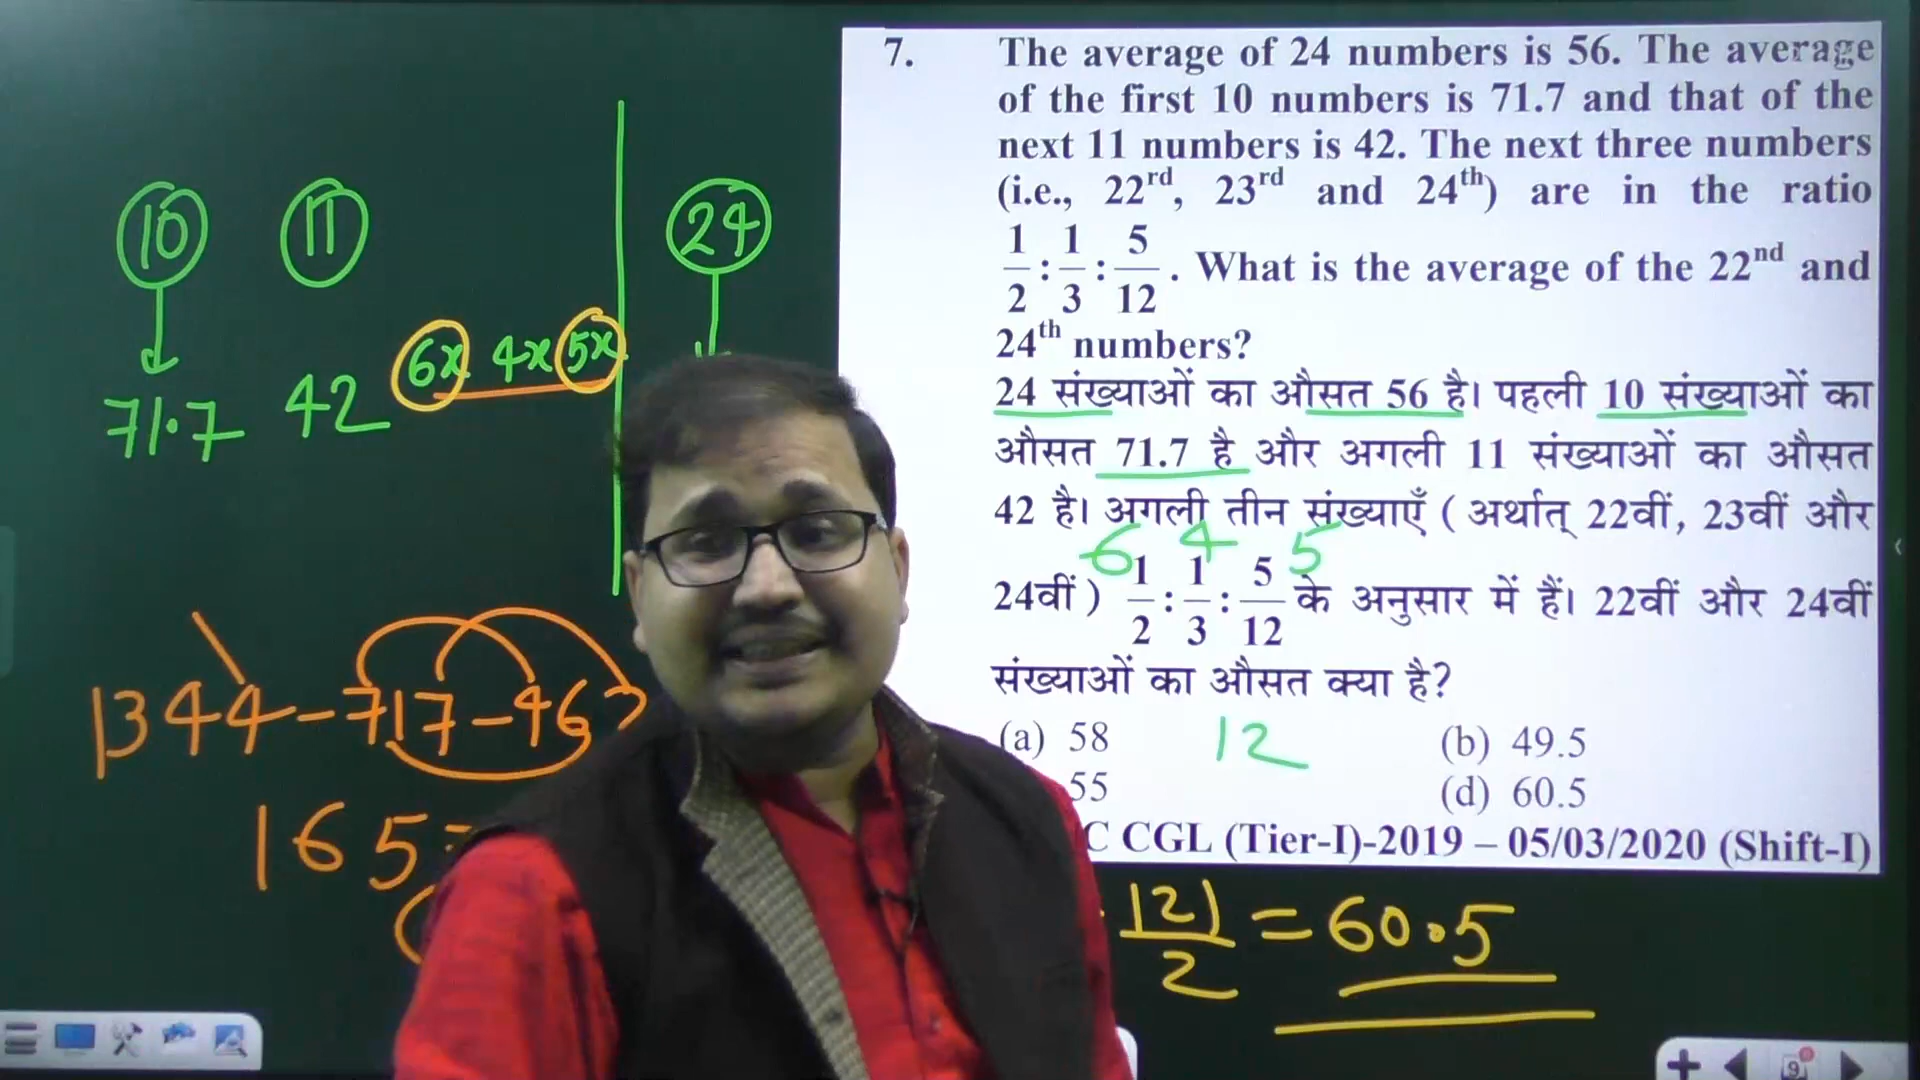 7. The average of 24 numbers is 56. The average
of the first 10 numbers is 71.7 and that of the
next 11 numbers is 42. The next three numbers
(i.e., 22rd, 23rd and 24th) are in the ratio
1/2 : 1/3 : 5/12. What is the average of the 22nd and
24th numbers?
24 संख्याओं का औसत 56 है। पहली 10 संख्याओं का
औसत 71.7 है और अगली 11 संख्याओं का औसत
42 है। अगली तीन संख्याएँ ( अर्थात् 22वीं, 23वीं और
6 4 5
24वीं ) 1/2 : 1/3 : 5/12 के अनुसार में हैं। 22वीं और 24वीं
संख्याओं का औसत क्या है?
(a) 58 (b) 49.5
12
55 (d) 60.5
C CGL (Tier-I)-2019 – 05/03/2020 (Shift-I)
10 11 24
6x 4x 5x
71.7 42
1344-717-46
165=
121/2 = 60.5
9